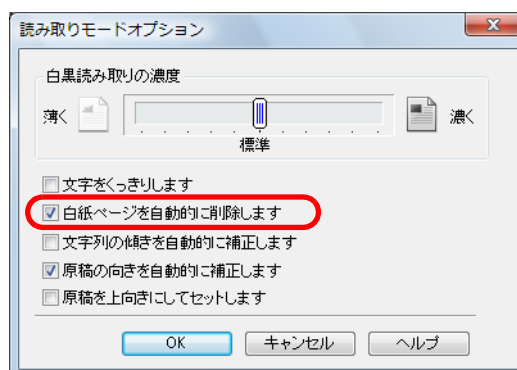 読み取りモードオプション
白黒読み取りの濃度
薄く 濃く
標準
文字をくっきりします
白紙ページを自動的に削除します
文字列の傾きを自動的に補正します
原稿の向きを自動的に補正します
原稿を上向きにしてセットします
OK キャンセル ヘルプ